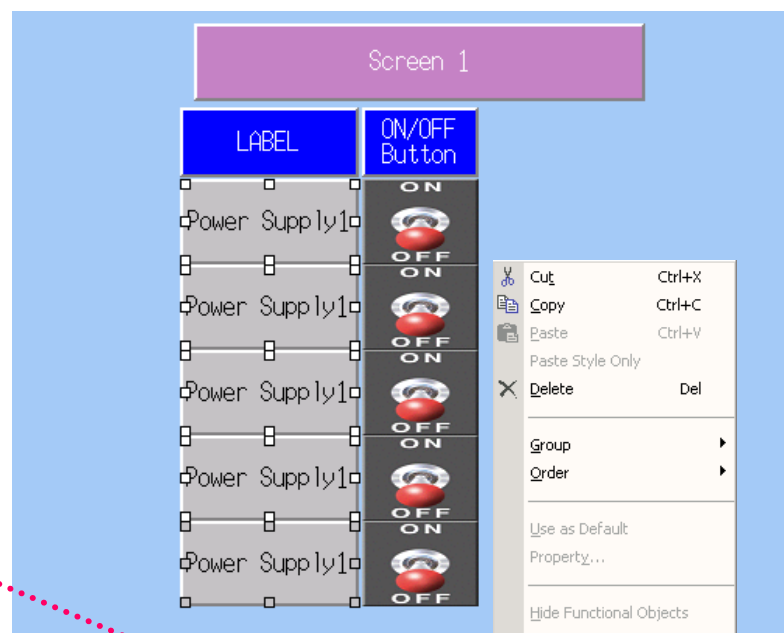 Screen 1
LABEL
ON/OFF
Button
ON
Power Supply1
OFF
ON
Power Supply1
OFF
ON
Power Supply1
OFF
ON
Power Supply1
OFF
ON
Power Supply1
OFF
Cut Ctrl+X
Copy Ctrl+C
Paste Ctrl+V
Paste Style Only
Delete Del
Group
Order
Use as Default
Property...
Hide Functional Objects